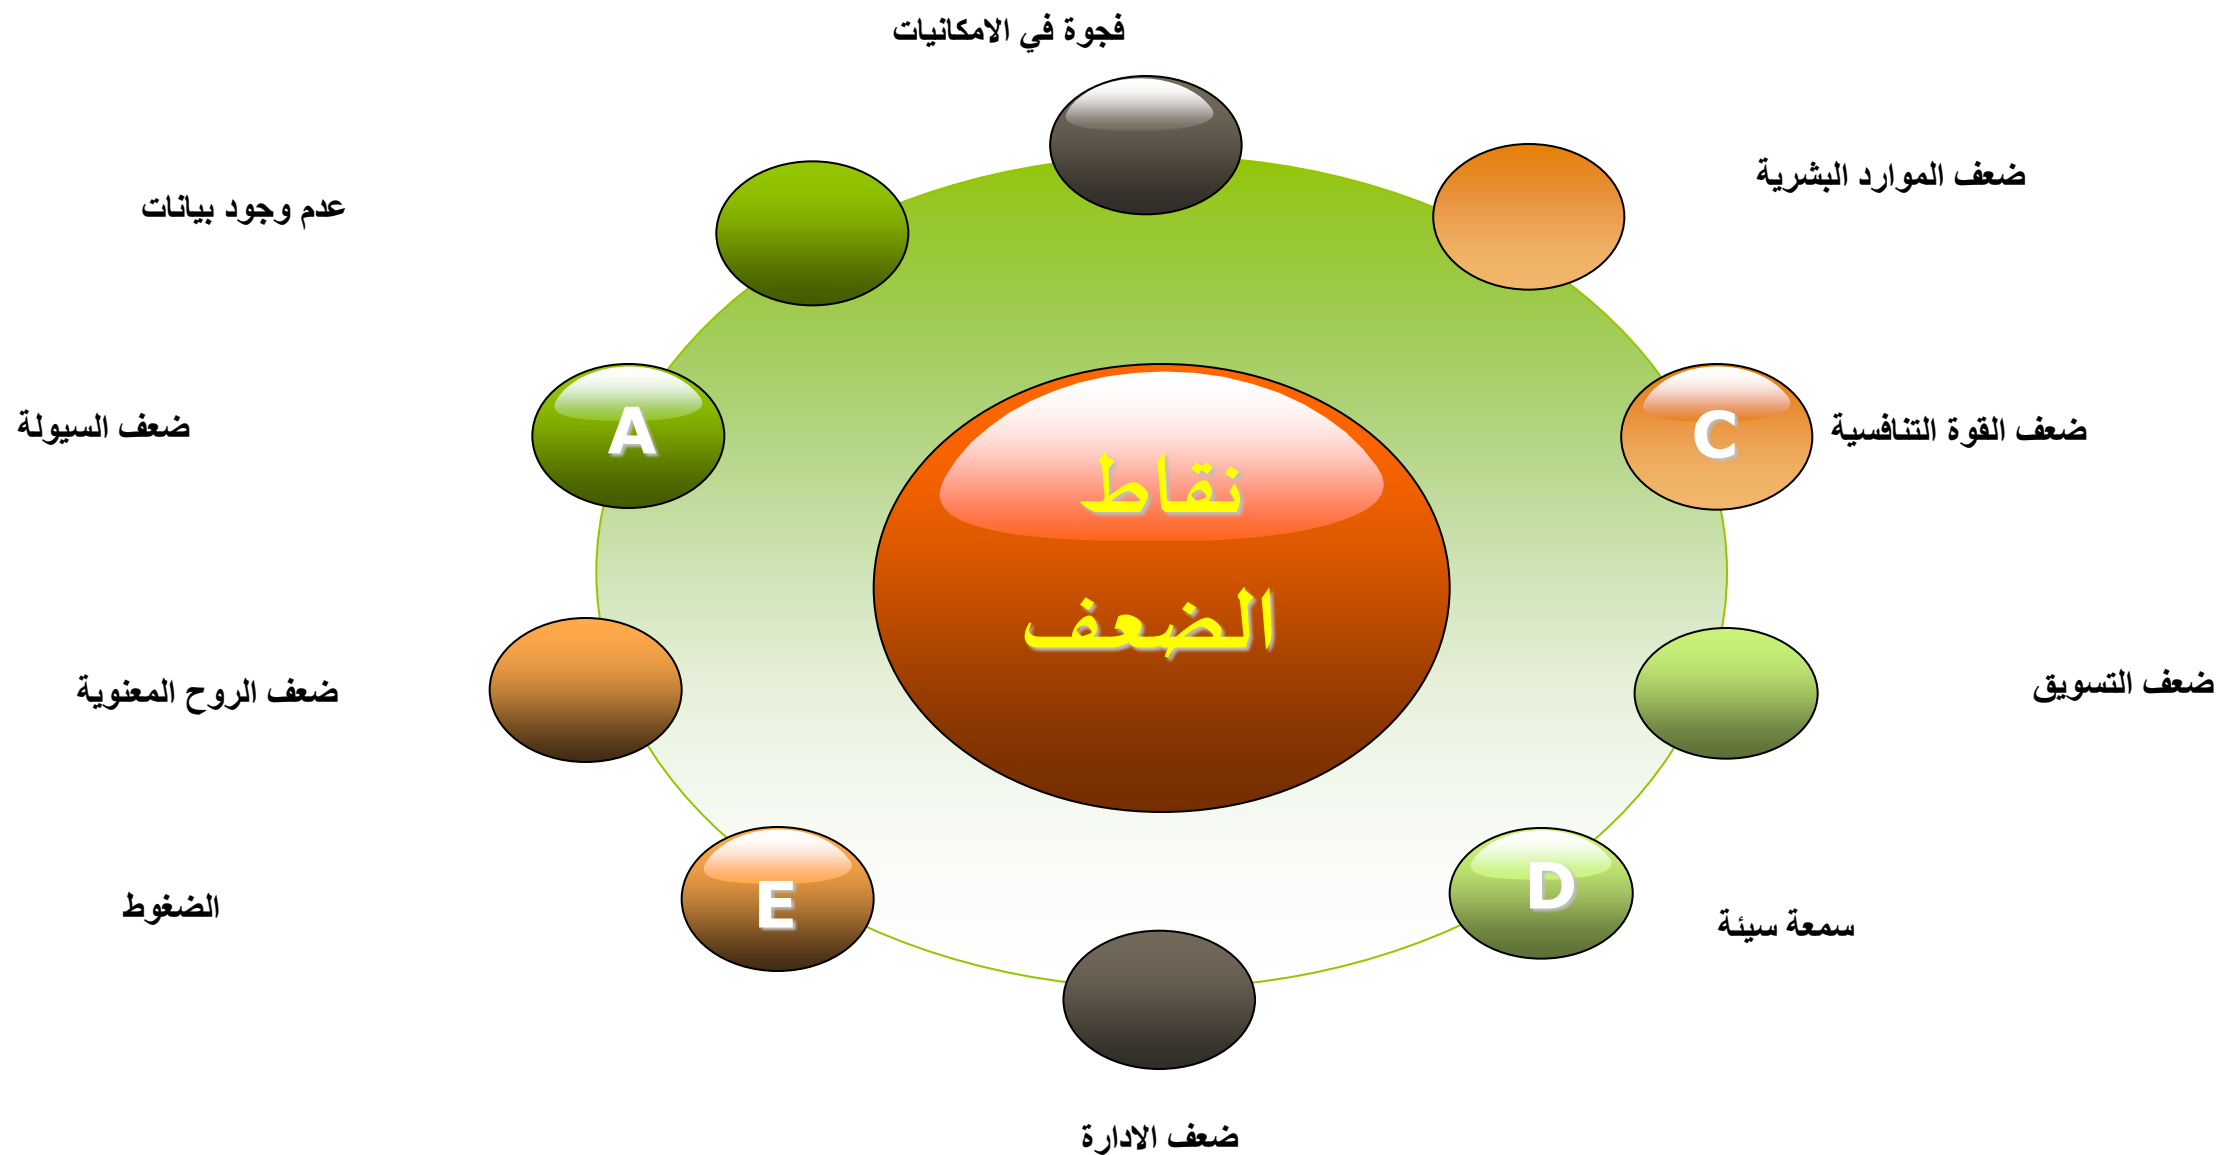 فجوة في الامكانيات
ضعف الموارد البشرية
عدم وجود بيانات
ضعف القوة التنافسية
C
A
ضعف السيولة
نقاط
الضعف
ضعف التسويق
ضعف الروح المعنوية
سمعة سيئة
D
E
الضغوط
ضعف الادارة